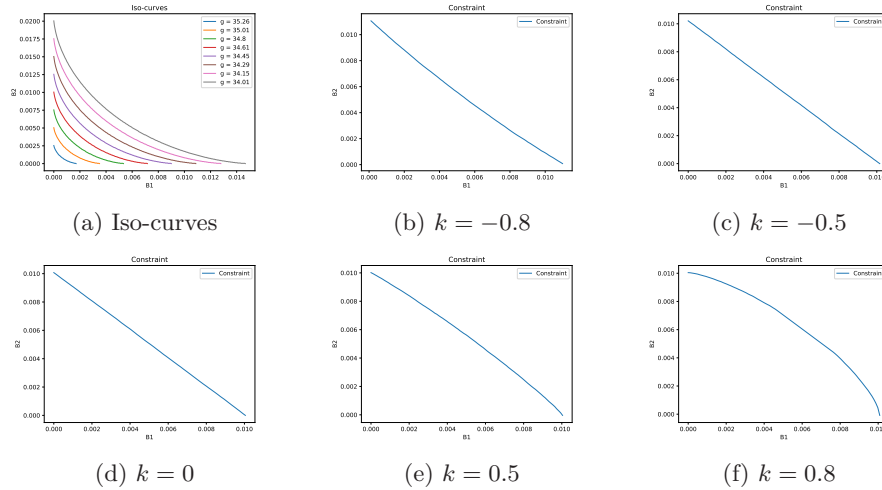 Iso-curves
g = 35.26
g = 35.01
g = 34.8
g = 34.61
g = 34.45
g = 34.29
g = 34.15
g = 34.01
0.0200
0.0175
0.0150
0.0125
0.0100
0.0075
0.0050
0.0025
0.0000
B2
0.000 0.002 0.004 0.006 0.008 0.010 0.012 0.014
B1
(a) Iso-curves
Constraint
Constraint
0.010
0.008
0.006
0.004
0.002
0.000
B2
0.000 0.002 0.004 0.006 0.008 0.010
B1
(b) k = −0.8
Constraint
Constraint
0.010
0.008
0.006
0.004
0.002
0.000
B2
0.000 0.002 0.004 0.006 0.008 0.010
B1
(c) k = −0.5
Constraint
Constraint
0.010
0.008
0.006
0.004
0.002
0.000
B2
0.000 0.002 0.004 0.006 0.008 0.010
B1
(d) k = 0
Constraint
Constraint
0.010
0.008
0.006
0.004
0.002
0.000
B2
0.000 0.002 0.004 0.006 0.008 0.010
B1
(e) k = 0.5
Constraint
Constraint
0.010
0.008
0.006
0.004
0.002
0.000
B2
0.000 0.002 0.004 0.006 0.008 0.010
B1
(f) k = 0.8